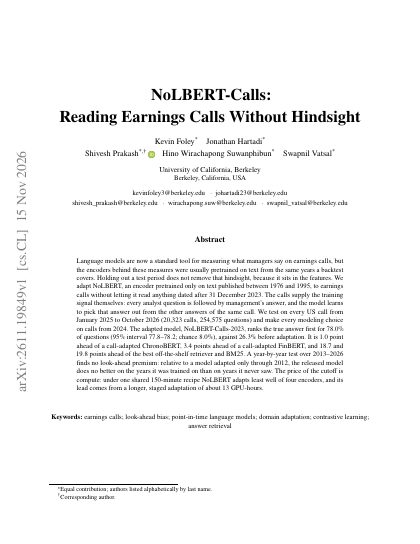 NoLBERT-Calls:
Reading Earnings Calls Without Hindsight
Kevin Foley* Jonathan Hartadi*
Shivesh Prakash*,† Hino Wirachapong Suwanphibun* Swapnil Vatsal*
University of California, Berkeley
Berkeley, California, USA
kevinfoley3@berkeley.edu · johartadi23@berkeley.edu
shivesh_prakash@berkeley.edu · wirachapong.suw@berkeley.edu · swapnil_vatsal@berkeley.edu
Abstract
Language models are now a standard tool for measuring what managers say on earnings calls, but
the encoders behind these measures were usually pretrained on text from the same years a backtest
covers. Holding out a test period does not remove that hindsight, because it sits in the features. We
adapt NoLBERT, an encoder pretrained only on text published between 1976 and 1995, to earnings
calls without letting it read anything dated after 31 December 2023. The calls supply the training
signal themselves: every analyst question is followed by management's answer, and the model learns
to pick that answer out from the other answers of the same call. We test on every US call from
January 2025 to October 2026 (20,323 calls, 254,575 questions) and make every modeling choice
on calls from 2024. The adapted model, NoLBERT-Calls-2023, ranks the true answer first for 78.0%
of questions (95% interval 77.8–78.2; chance 8.0%), against 26.3% before adaptation. It is 1.0 point
ahead of a call-adapted ChronoBERT, 3.4 points ahead of a call-adapted FinBERT, and 18.7 and
19.8 points ahead of the best off-the-shelf retriever and BM25. A year-by-year test over 2013–2026
finds no look-ahead premium: relative to a model adapted only through 2012, the released model
does no better on the years it was trained on than on years it never saw. The price of the cutoff is
compute: under one shared 150-minute recipe NoLBERT adapts least well of four encoders, and its
lead comes from a longer, staged adaptation of about 13 GPU-hours.
Keywords: earnings calls; look-ahead bias; point-in-time language models; domain adaptation; contrastive learning;
answer retrieval
*Equal contribution; authors listed alphabetically by last name.
†Corresponding author.
arXiv:2611.19849v1 [cs.CL] 15 Nov 2026